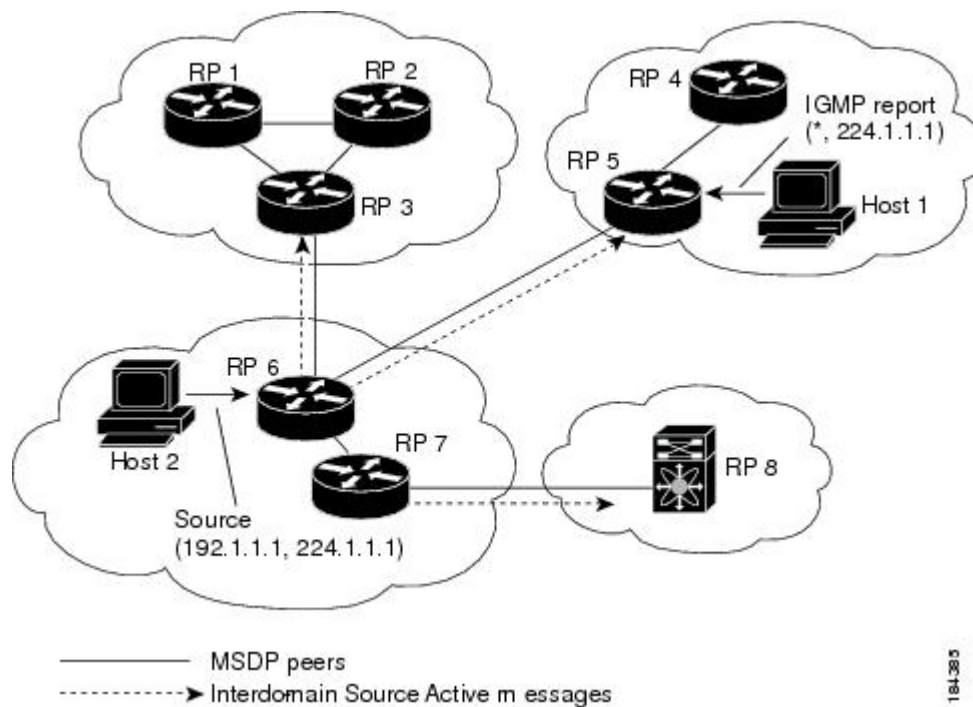 RP 1
RP 2
RP 3
RP 4
IGMP report
(*, 224.1.1.1)
RP 5
Host 1
RP 6
Host 2
RP 7
RP 8
Source
(192.1.1.1, 224.1.1.1)
MSDP peers
Interdomain Source Active m essages
184385